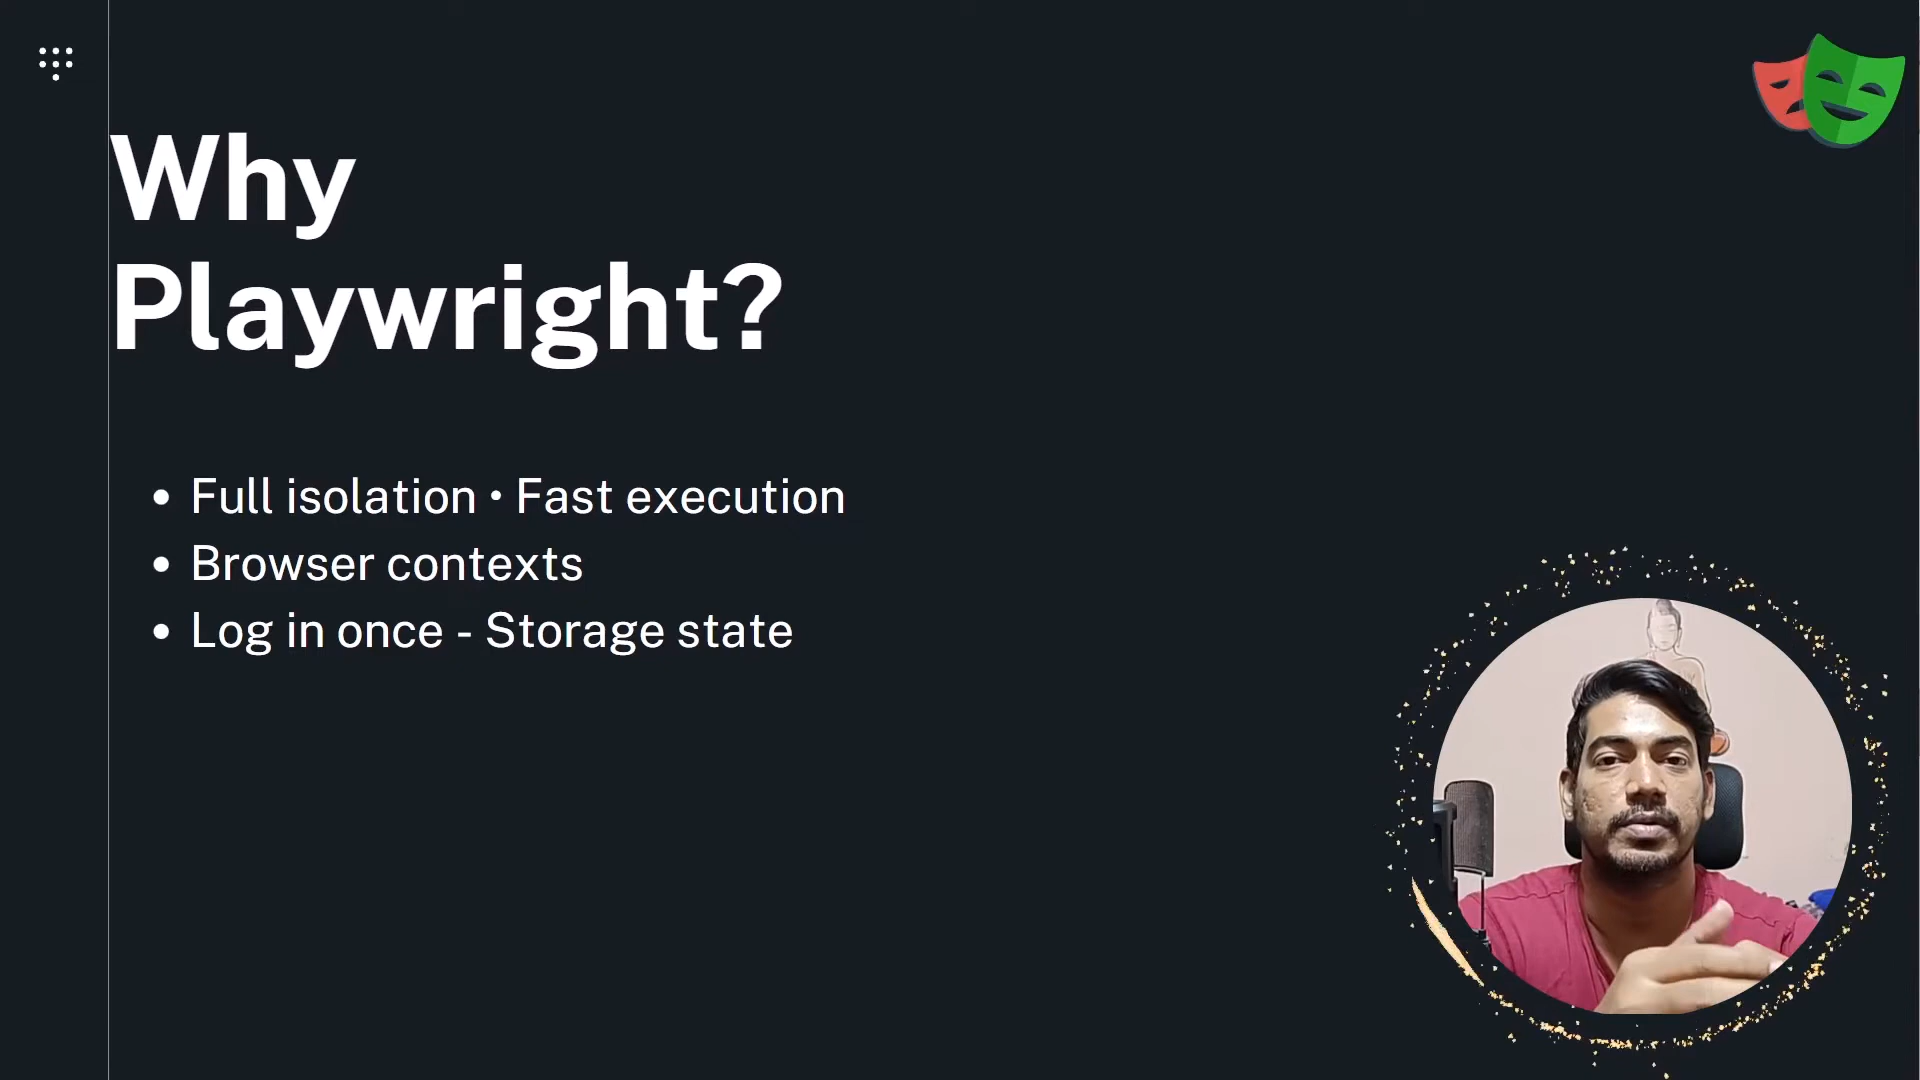 Why
Playwright?
• Full isolation • Fast execution
• Browser contexts
• Log in once - Storage state